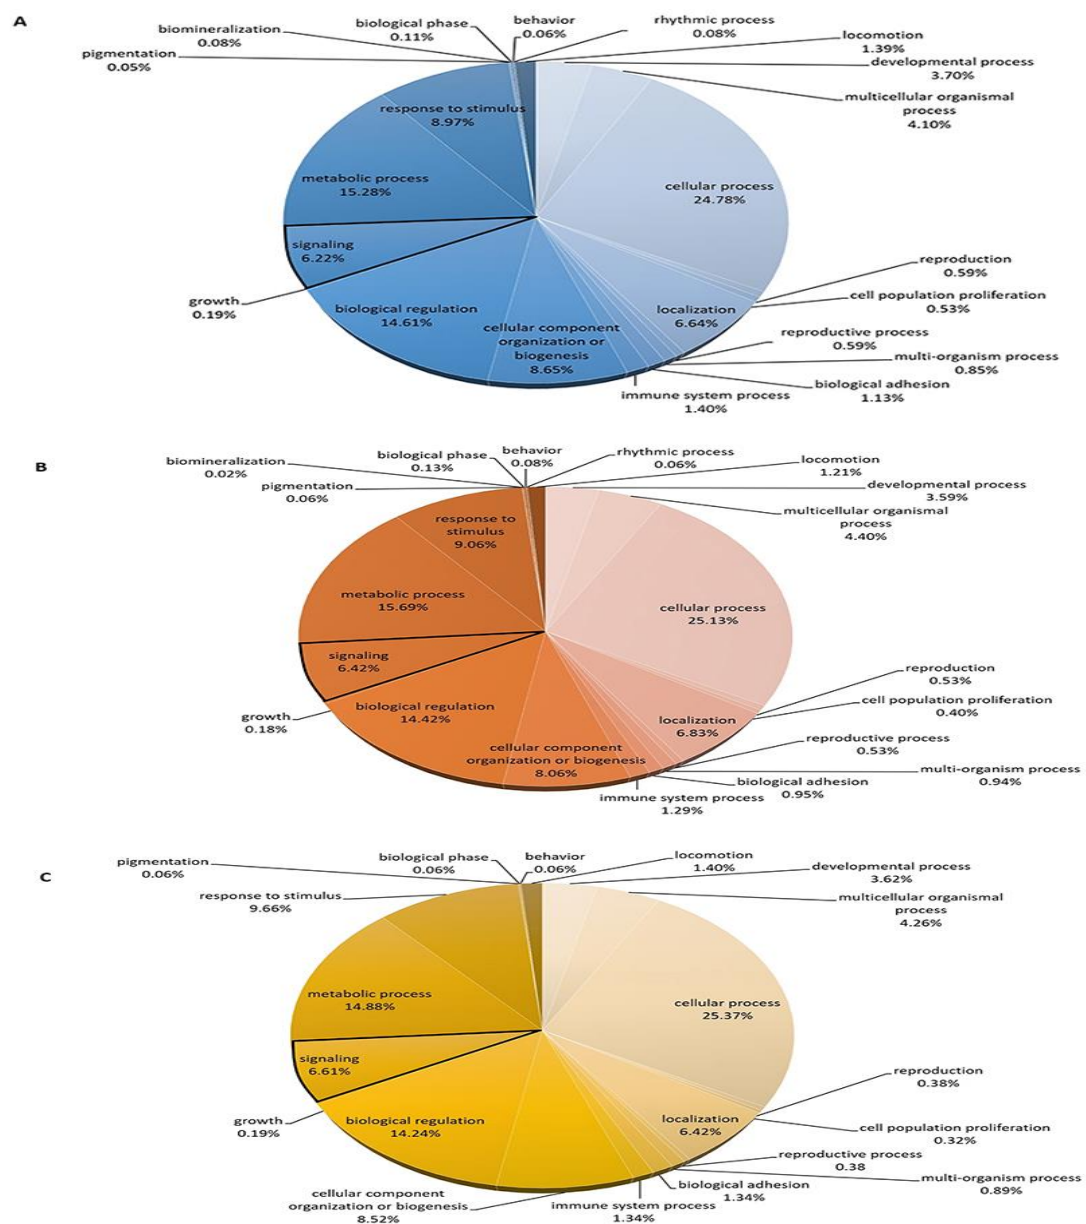 A
biological phase
0.11%
behavior
0.06%
rhythmic process
0.08%
biomineralization
0.08%
locomotion
1.39%
pigmentation
0.05%
developmental process
3.70%
multicellular organismal
process
4.10%
response to stimulus
8.97%
metabolic process
15.28%
cellular process
24.78%
signaling
6.22%
reproduction
0.59%
growth
0.19%
cell population proliferation
0.53%
biological regulation
14.61%
localization
6.64%
cellular component
organization or
biogenesis
8.65%
reproductive process
0.59%
multi-organism process
0.85%
biological adhesion
1.13%
immune system process
1.40%
B
biological phase
0.13%
behavior
0.08%
rhythmic process
0.06%
biomineralization
0.02%
locomotion
1.21%
pigmentation
0.06%
developmental process
3.59%
multicellular organismal
process
4.40%
response to
stimulus
9.06%
metabolic process
15.69%
cellular process
25.13%
signaling
6.42%
reproduction
0.53%
cell population proliferation
0.40%
growth
0.18%
biological regulation
14.42%
localization
6.83%
cellular component
organization or biogenesis
8.06%
reproductive process
0.53%
multi-organism process
0.94%
biological adhesion
0.95%
immune system process
1.29%
C
pigmentation
0.06%
biological phase
0.06%
behavior
0.06%
locomotion
1.40%
developmental process
3.62%
response to stimulus
9.66%
multicellular organismal
process
4.26%
metabolic process
14.88%
cellular process
25.37%
signaling
6.61%
reproduction
0.38%
growth
0.19%
biological regulation
14.24%
localization
6.42%
cell population proliferation
0.32%
reproductive process
0.38
multi-organism process
0.89%
biological adhesion
1.34%
cellular component
organization or biogenesis
8.52%
immune system process
1.34%